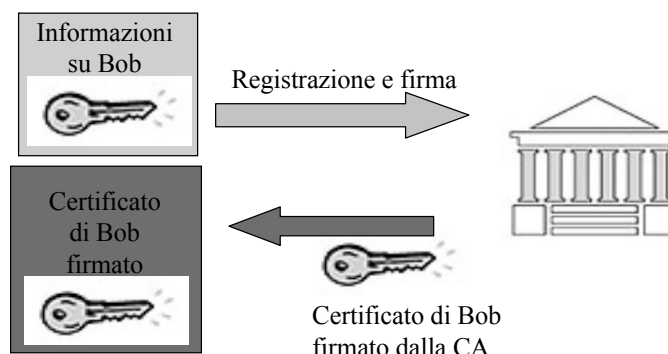 Informazioni
su Bob
Registrazione e firma
Certificato
di Bob
firmato
Certificato di Bob
firmato dalla CA